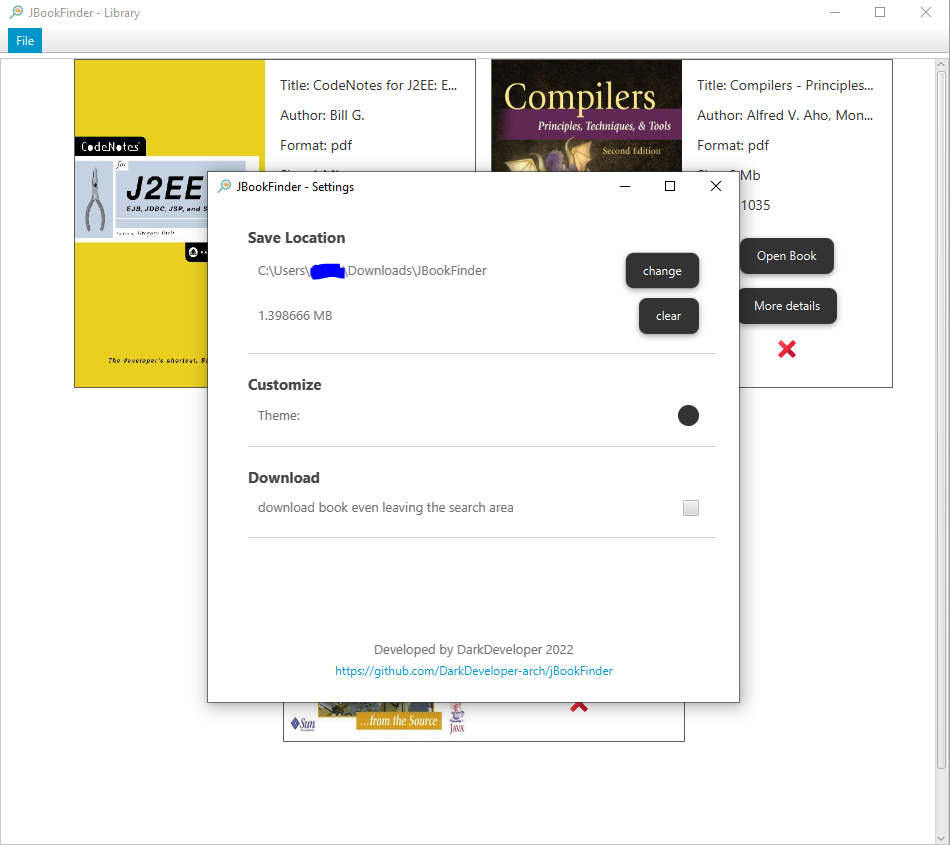 JBookFinder - Library
File
CodeNotes
for
J2EE
EJB, JDBC, JSP, and S
The developer's shortcut.
Title: CodeNotes for J2EE: E...
Author: Bill G.
Format: pdf
Compilers
Principles, Techniques, & Tools
Second Edition
Title: Compilers - Principles...
Author: Alfred V. Aho, Mon...
Format: pdf
Mb
1035
Open Book
More details
JBookFinder - Settings
Save Location
C:\Users\
\Downloads\JBookFinder
change
1.398666 MB
clear
Customize
Theme:
Download
download book even leaving the search area
Developed by DarkDeveloper 2022
https://github.com/DarkDeveloper-arch/jBookFinder
Sun
...from the Source
JAVA